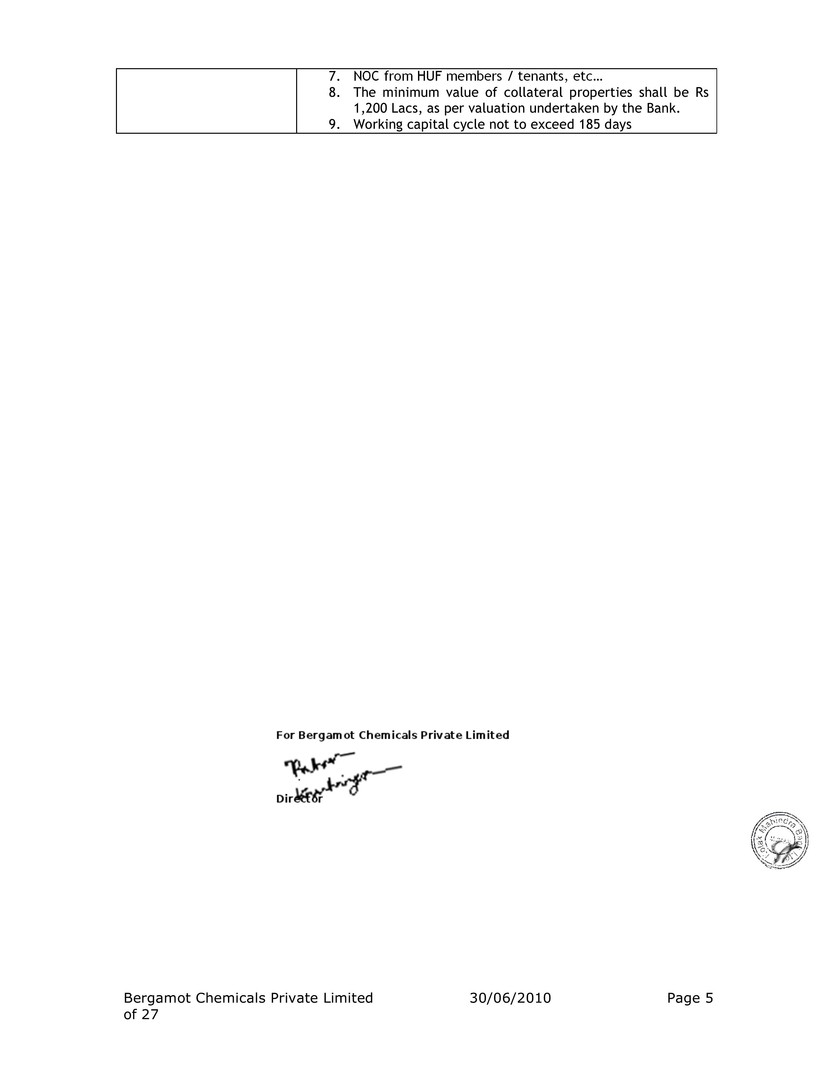 7. NOC from HUF members / tenants, etc…
8. The minimum value of collateral properties shall be Rs
1,200 Lacs, as per valuation undertaken by the Bank.
9. Working capital cycle not to exceed 185 days
For Bergamot Chemicals Private Limited
Director
Mahindra Bank
Bergamot Chemicals Private Limited 30/06/2010 Page 5
of 27